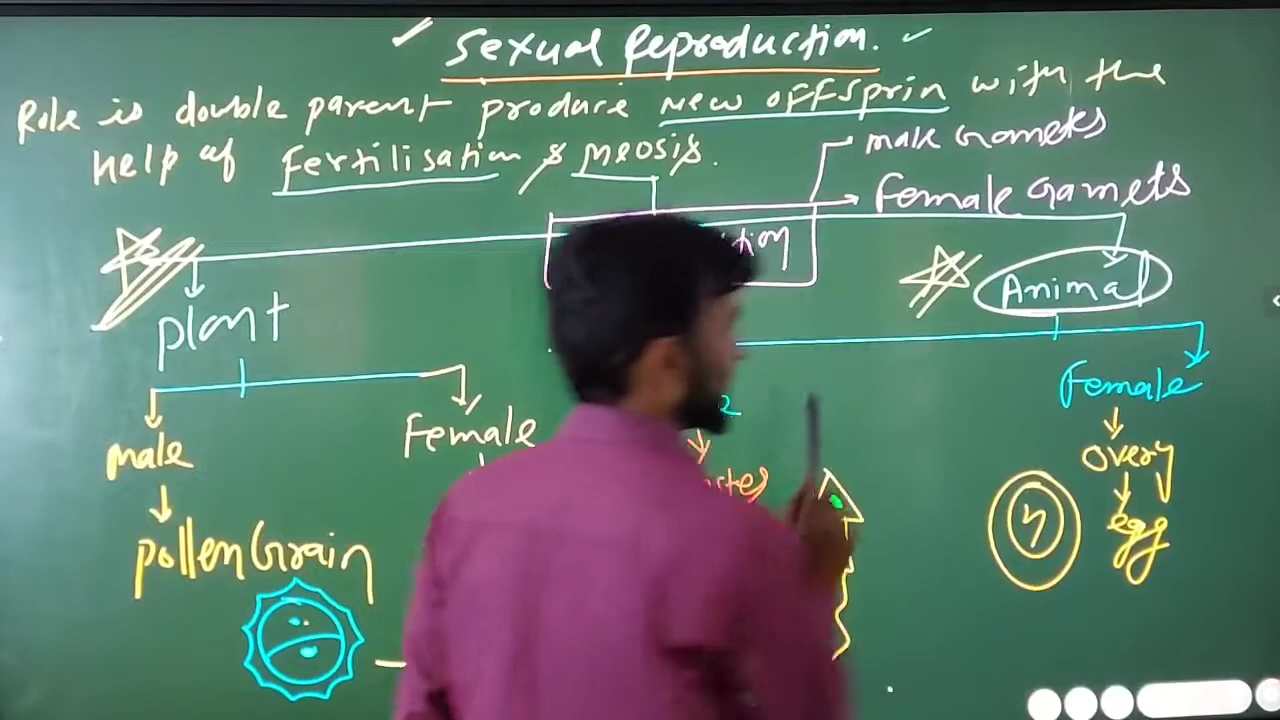 Sexual Reproduction.
Role is double parent produce new offsprin with the
help of fertilisation & meosis.
male Gamets
Female Gamets
Animal
plant
Female
male
Female
overy
egg
pollen Grain
η